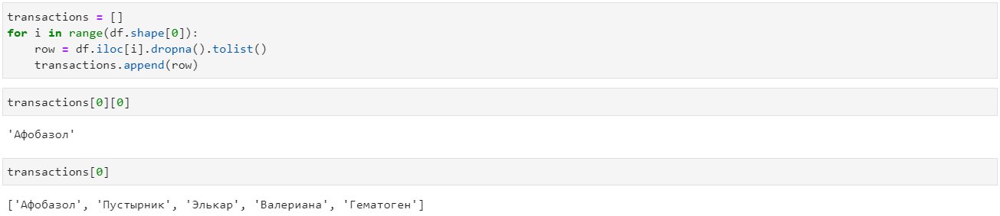 transactions = []
for i in range(df.shape[0]):
    row = df.iloc[i].dropna().tolist()
    transactions.append(row)
transactions[0][0]
'Афобазол'
transactions[0]
['Афобазол', 'Пустырник', 'Элькар', 'Валериана', 'Гематоген']